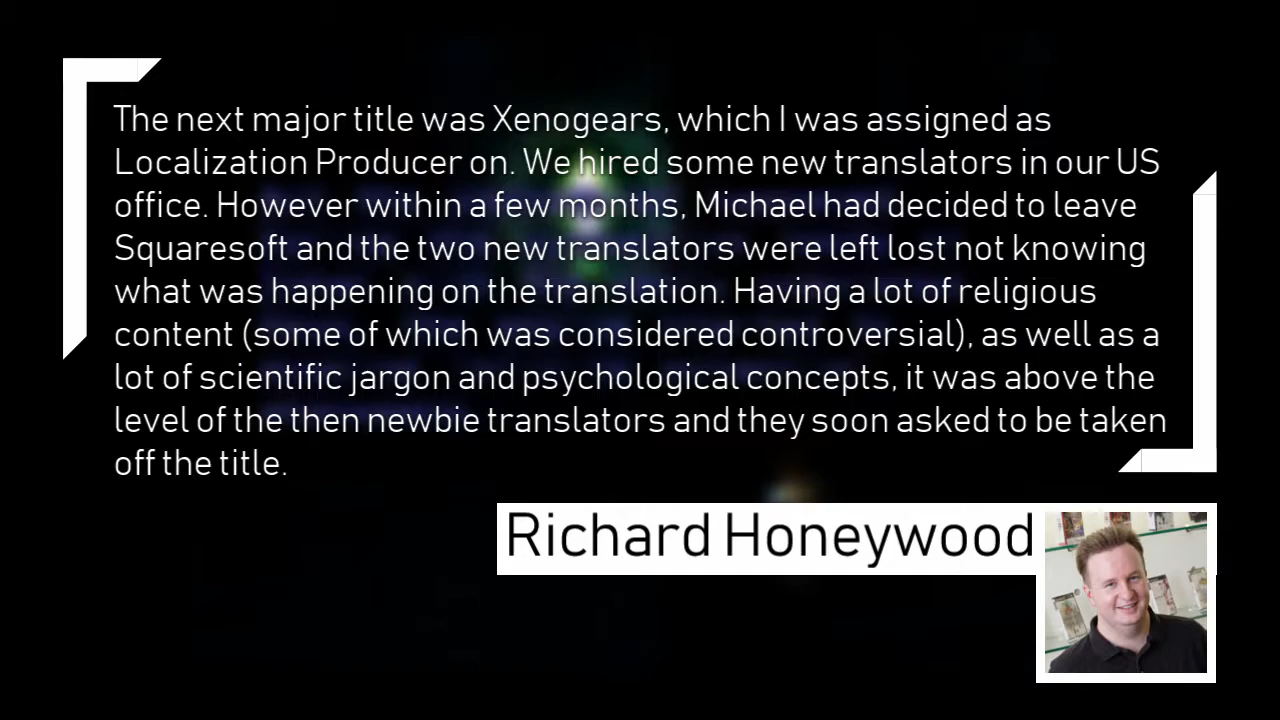 The next major title was Xenogears, which I was assigned as
Localization Producer on. We hired some new translators in our US
office. However within a few months, Michael had decided to leave
Squaresoft and the two new translators were left lost not knowing
what was happening on the translation. Having a lot of religious
content (some of which was considered controversial), as well as a
lot of scientific jargon and psychological concepts, it was above the
level of the then newbie translators and they soon asked to be taken
off the title.
Richard Honeywood